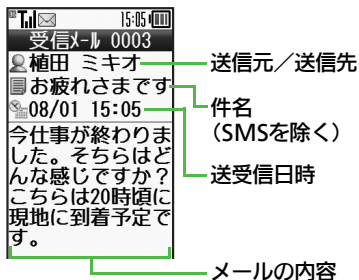 15:05
受信メール 0003
植田 ミキオ
お疲れさまです
08/01 15:05
今仕事が終わりま
した。そちらはど
んな感じですか?
こちらは20時頃に
現地に到着予定で
す。
送信元／送信先
件名
(SMSを除く)
送受信日時
メールの内容